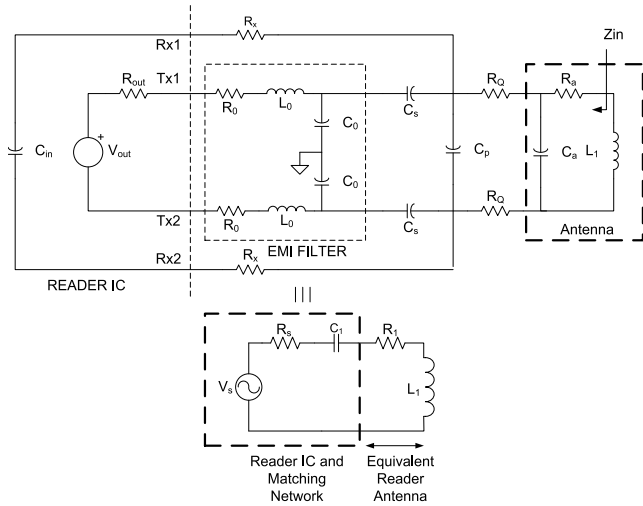 Rx
Rx1
Zin
Tx1
Rout
RQ
Ra
R0
L0
C0
Cs
Cin
+
Vout
Cp
Ca
L1
C0
Cs
RQ
Tx2
R0
L0
Antenna
Rx2
EMI FILTER
Rx
READER IC
Rs
C1
R1
Vs
L1
Reader IC and
Matching
Network
Equivalent
Reader
Antenna